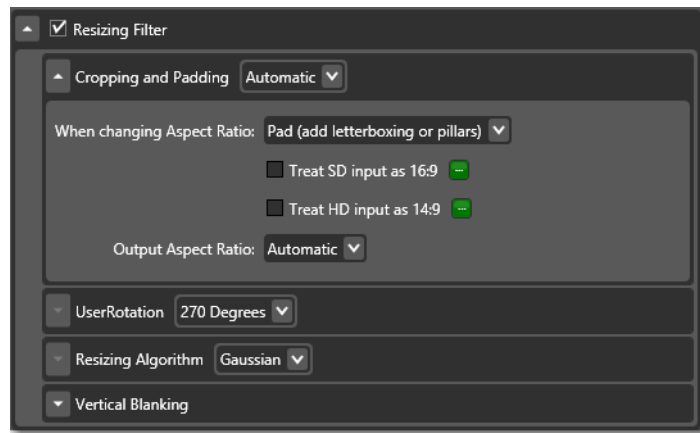 Resizing Filter
Cropping and Padding Automatic
When changing Aspect Ratio: Pad (add letterboxing or pillars)
Treat SD input as 16:9
Treat HD input as 14:9
Output Aspect Ratio: Automatic
UserRotation 270 Degrees
Resizing Algorithm Gaussian
Vertical Blanking